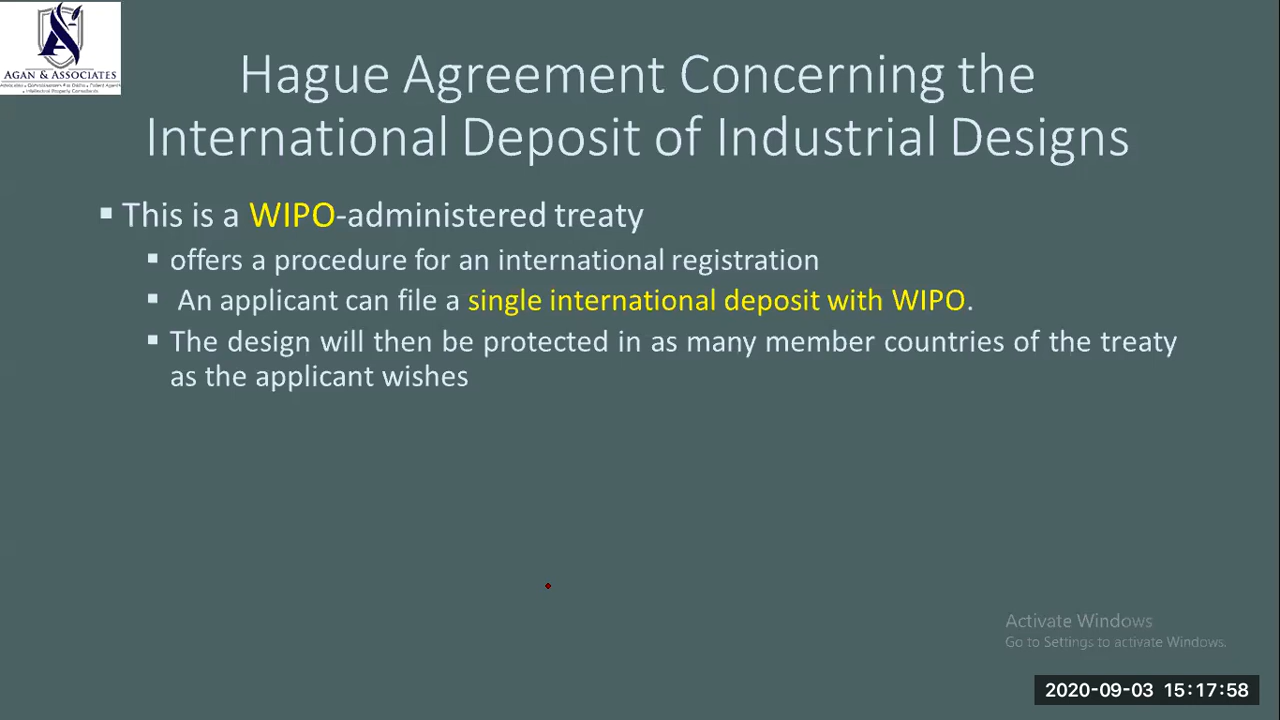 AGAN & ASSOCIATES
Hague Agreement Concerning the
International Deposit of Industrial Designs
▪ This is a WIPO-administered treaty
▪ offers a procedure for an international registration
▪ An applicant can file a single international deposit with WIPO.
▪ The design will then be protected in as many member countries of the treaty
as the applicant wishes
Activate Windows
Go to Settings to activate Windows.
2020-09-03 15:17:58